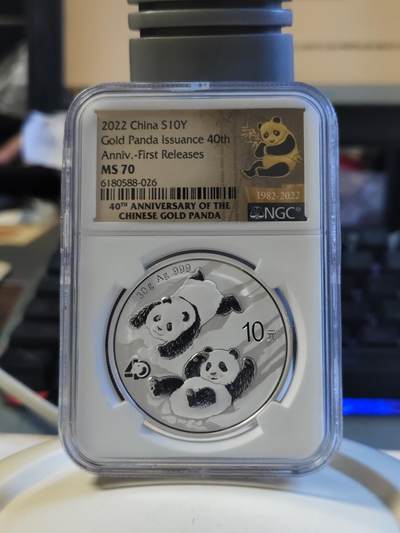 2022 China S10Y
Gold Panda issuance 40th
Anniv.-First Releases
MS 70
6180588-026
1982-2022
40TH ANNIVERSARY OF THE
CHINESE GOLD PANDA
NGC
30g Ag.999
10元